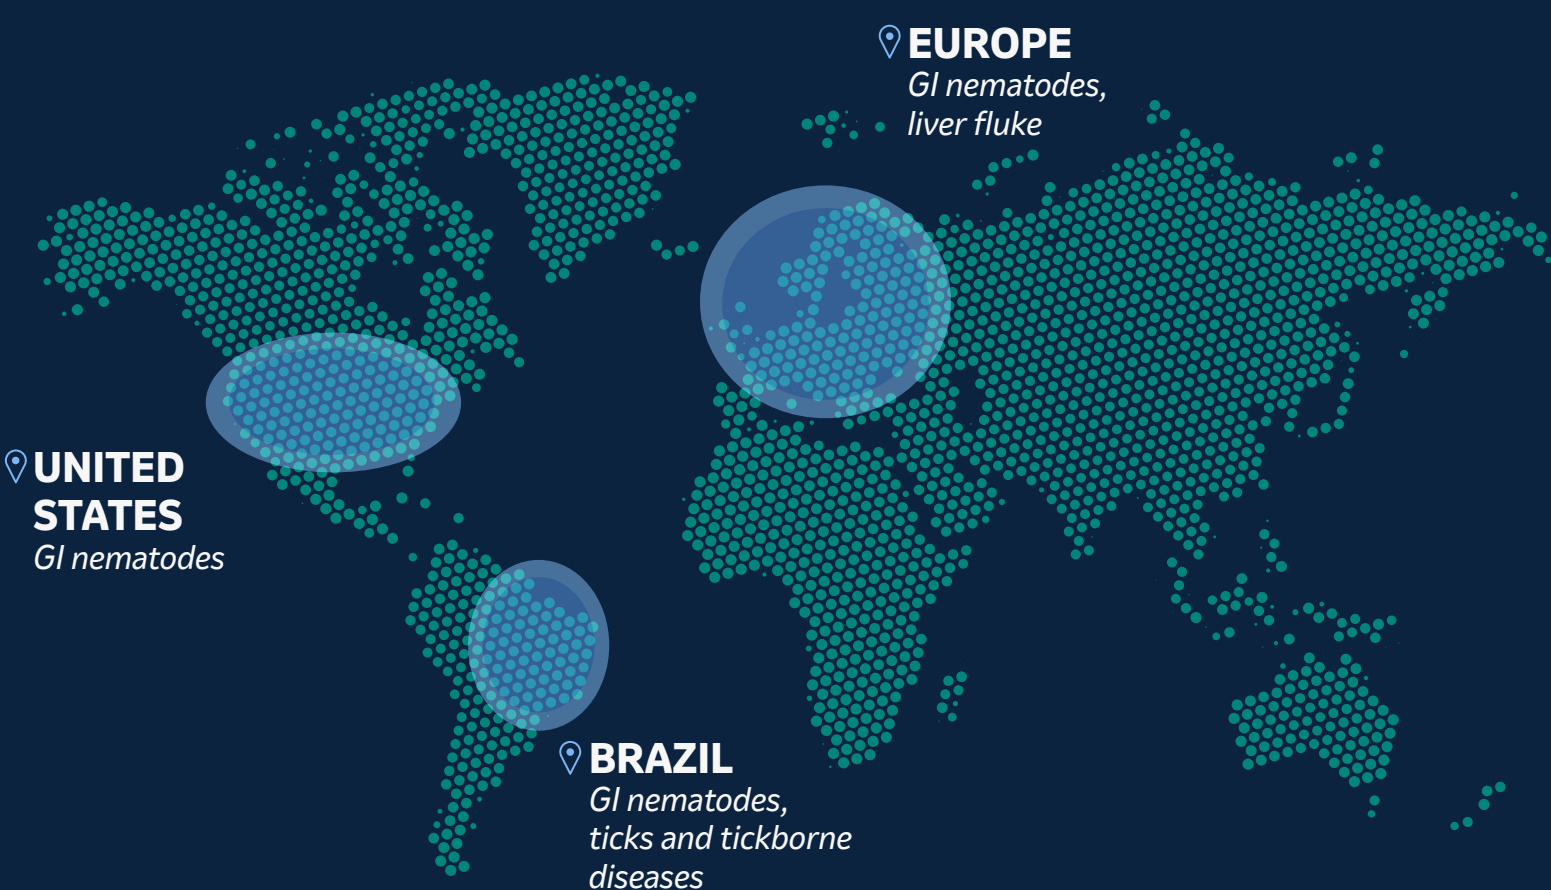 EUROPE
GI nematodes,
liver fluke
UNITED
STATES
GI nematodes
BRAZIL
GI nematodes,
ticks and tickborne
diseases